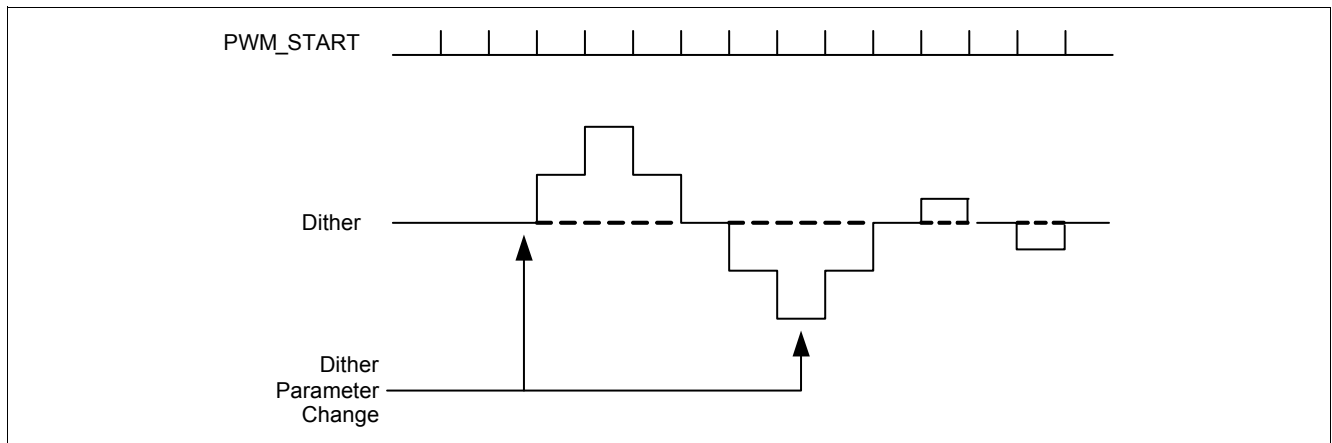 PWM_START
Dither
Dither
Parameter
Change